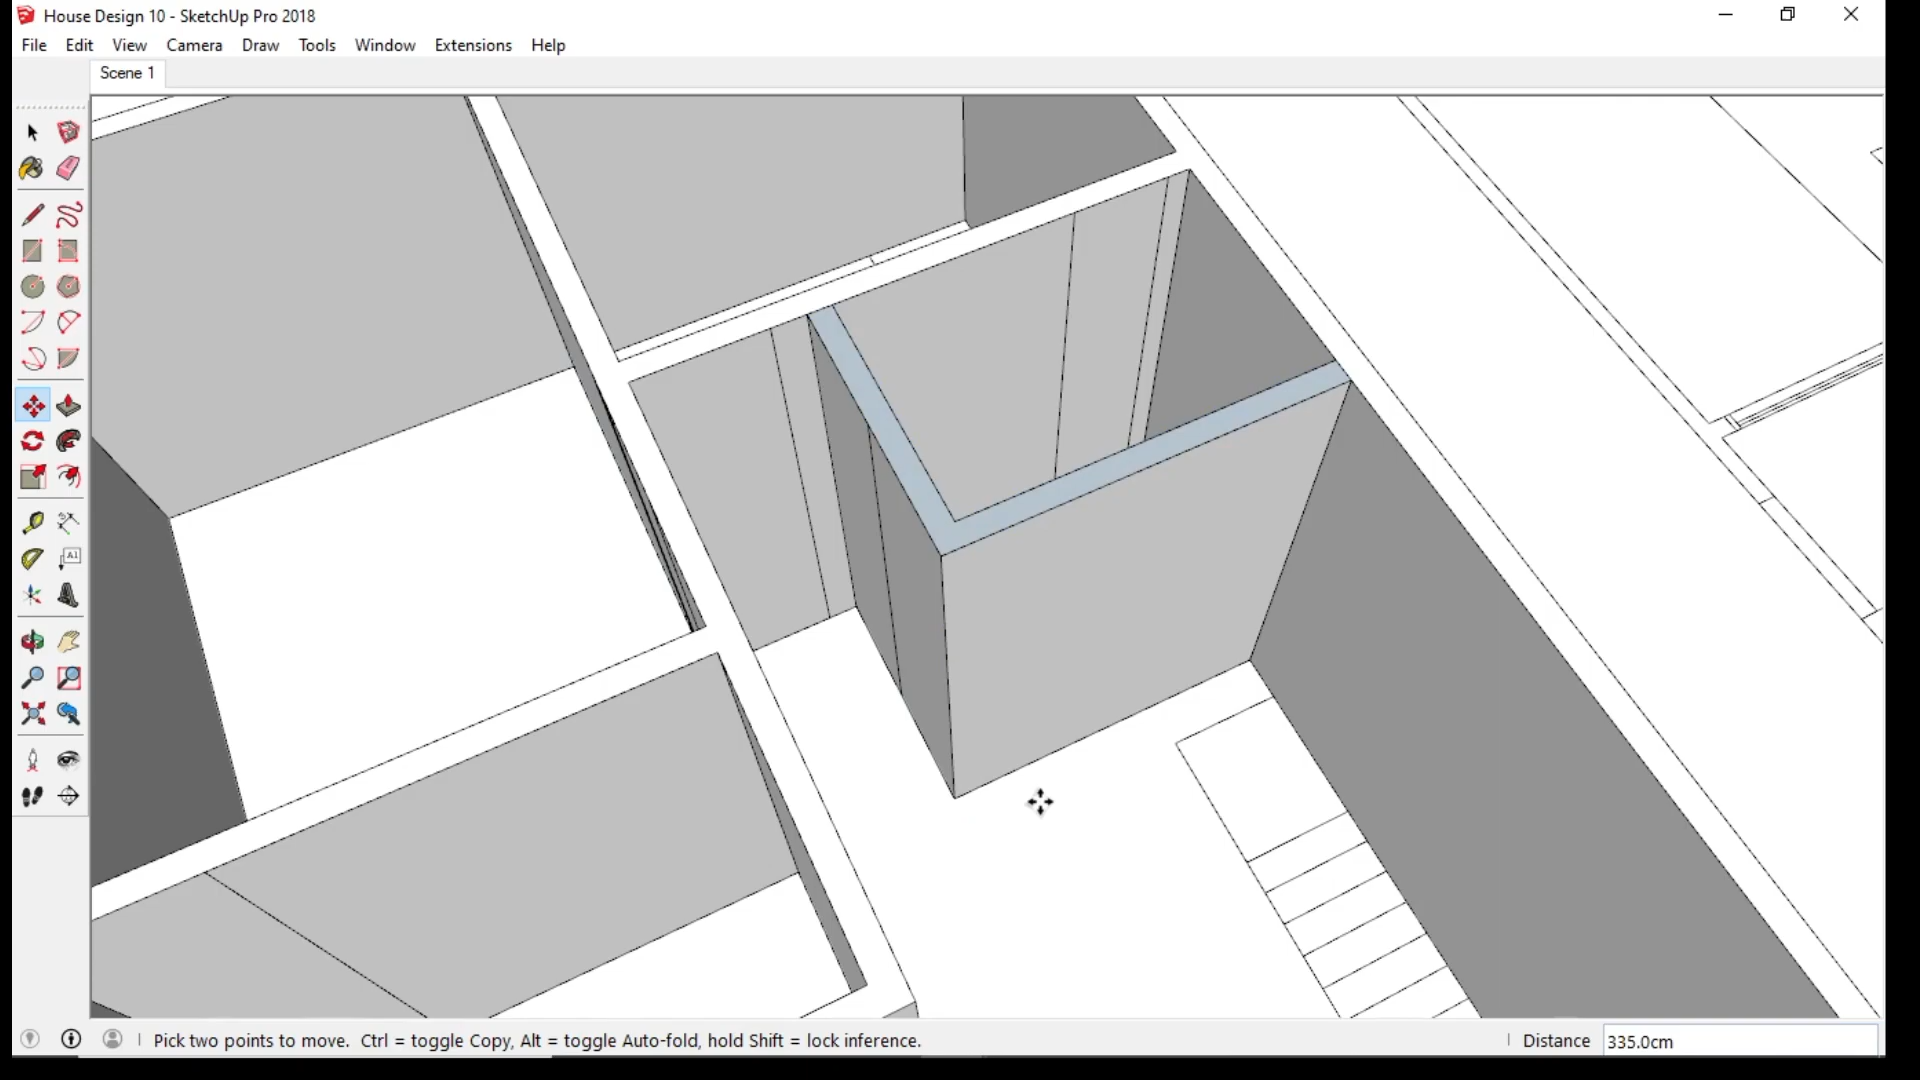 House Design 10 - SketchUp Pro 2018
File Edit View Camera Draw Tools Window Extensions Help
Scene 1
A1
Pick two points to move. Ctrl = toggle Copy, Alt = toggle Auto-fold, hold Shift = lock inference.
Distance 335.0cm